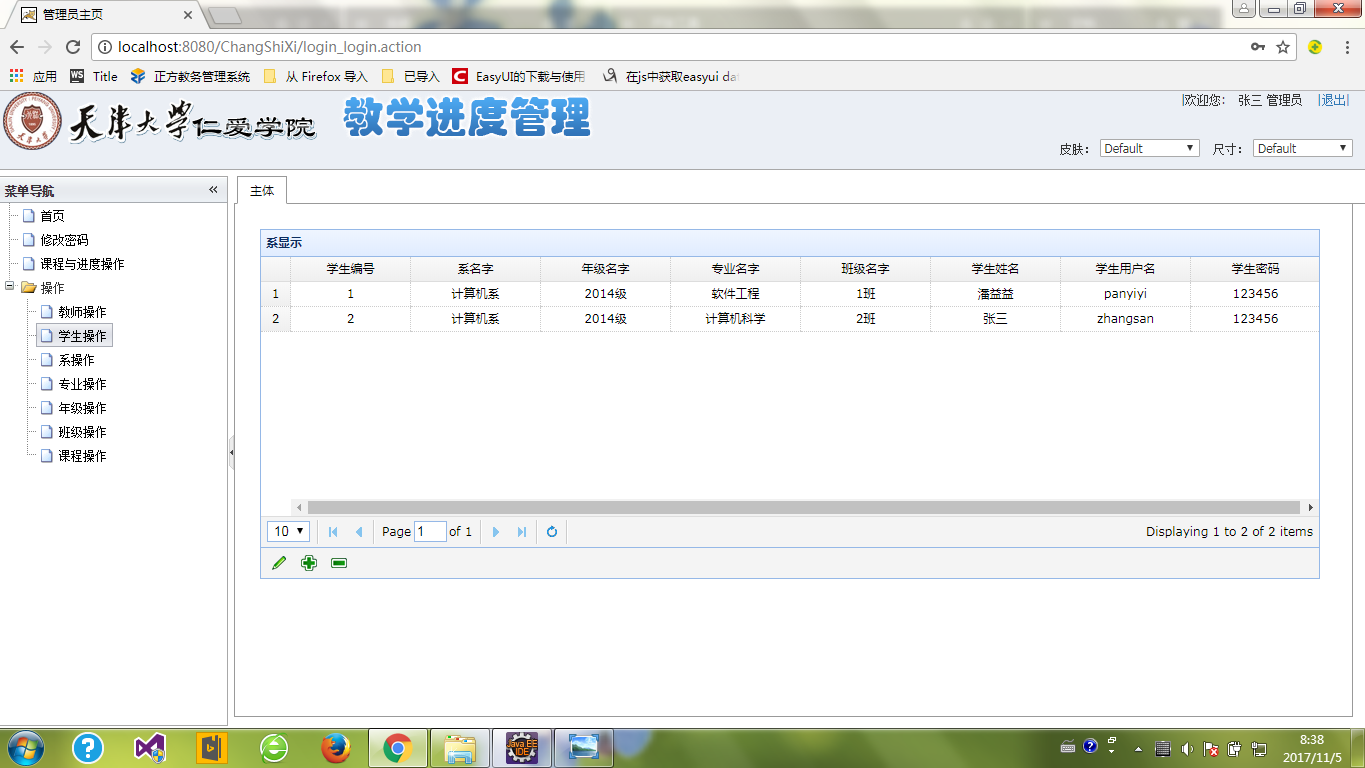 管理员主页
localhost:8080/ChangShiXi/login_login.action
应用 WS Title 正方教务管理系统 从 Firefox 导入 已导入 C EasyUI的下载与使用 在js中获取easyui dat
天津大学仁爱学院 教学进度管理
|欢迎您: 张三 管理员 |退出|
皮肤: Default 尺寸: Default
菜单导航
主体
首页
修改密码
课程与进度操作
操作
教师操作
学生操作
系操作
专业操作
年级操作
班级操作
课程操作
系显示
学生编号 系名字 年级名字 专业名字 班级名字 学生姓名 学生用户名 学生密码
1 1 计算机系 2014级 软件工程 1班 潘益益 panyiyi 123456
2 2 计算机系 2014级 计算机科学 2班 张三 zhangsan 123456
10 Page 1 of 1 Displaying 1 to 2 of 2 items
Java EE
IDE
8:38
2017/11/5